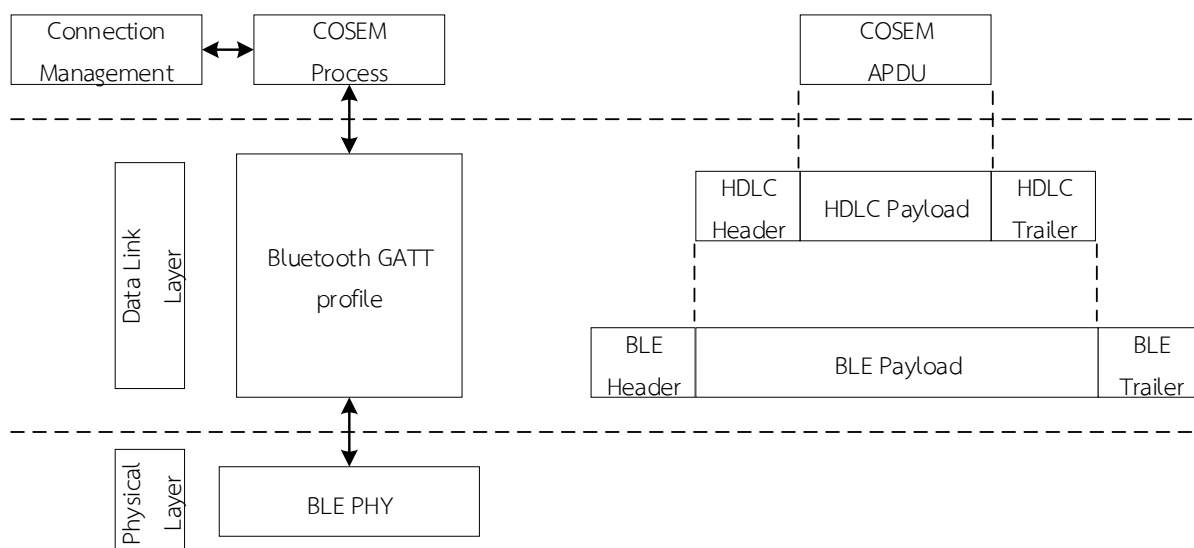 Connection
Management
COSEM
Process
COSEM
APDU
Data Link
Layer
Bluetooth GATT
profile
HDLC
Header
HDLC Payload
HDLC
Trailer
BLE
Header
BLE Payload
BLE
Trailer
Physical
Layer
BLE PHY